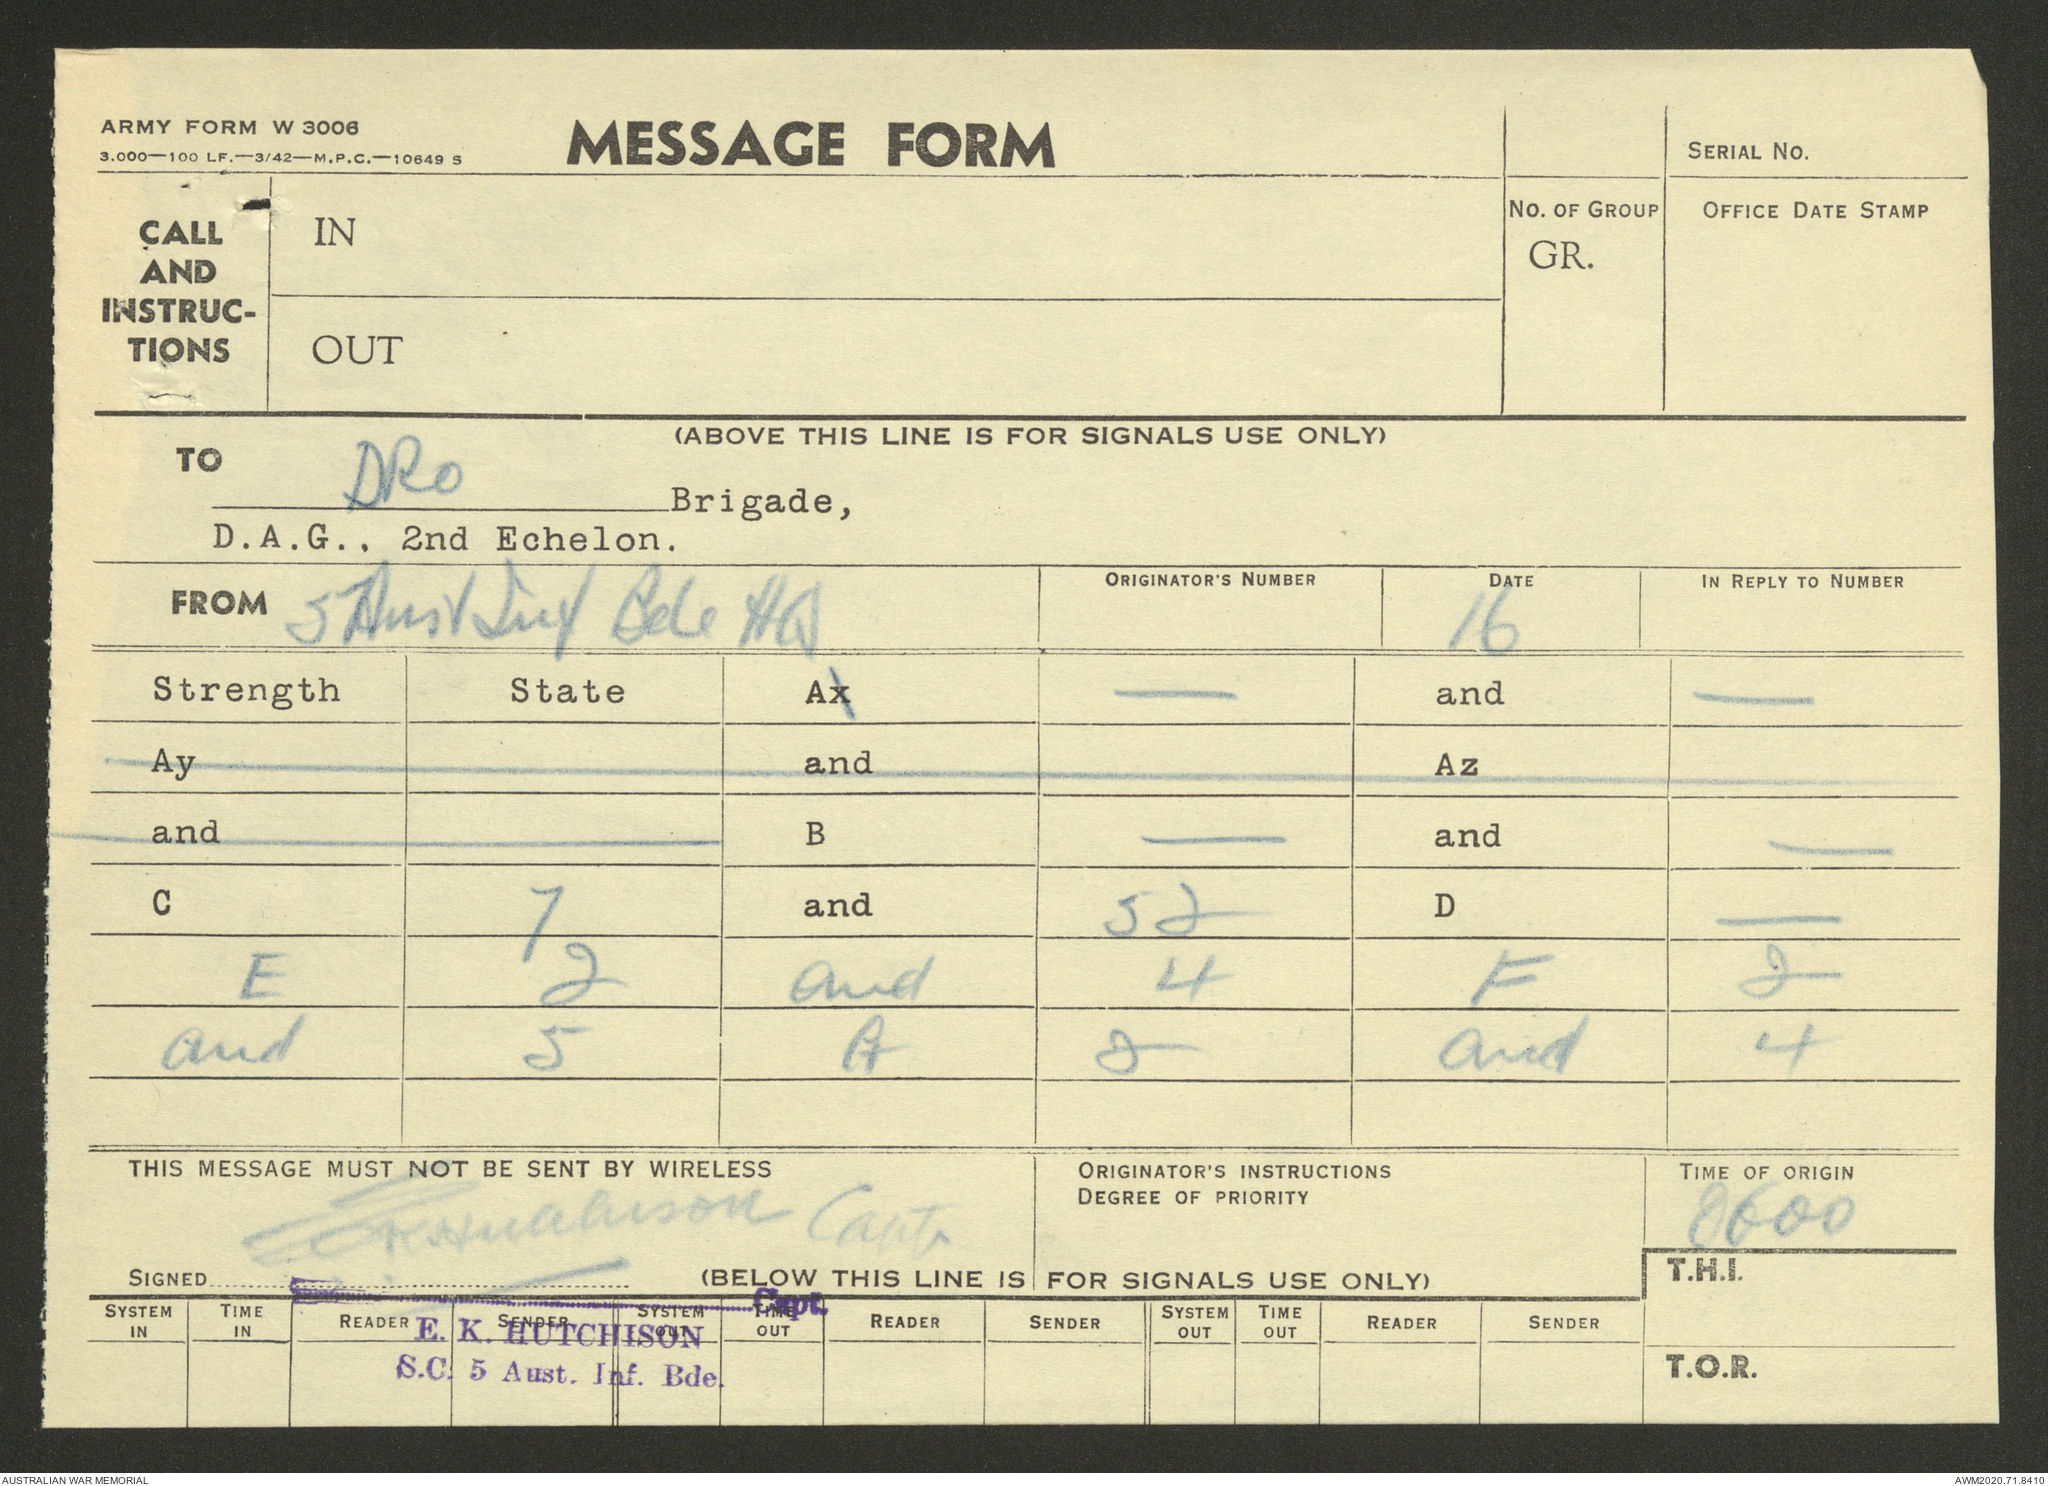 ARMY FORM W 3006
3.000—100 LF.—3/42—M.P.C.—10649 S
MESSAGE FORM
SERIAL NO.
CALL AND INSTRUC-TIONS
IN
OUT
NO. OF GROUP
GR.
OFFICE DATE STAMP
(ABOVE THIS LINE IS FOR SIGNALS USE ONLY)
TO
DRO Brigade,
D.A.G., 2nd Echelon.
FROM 5 Aust Inf Bde HQ
ORIGINATOR'S NUMBER
DATE 16
IN REPLY TO NUMBER
Strength State Ax — and —
Ay and Az
and B — and —
C 7 and 52 D —
E 2 and 4 F 2
and 5 A 2 and 4
THIS MESSAGE MUST NOT BE SENT BY WIRELESS
EK Hutchison Capt
SIGNED
ORIGINATOR'S INSTRUCTIONS
DEGREE OF PRIORITY
TIME OF ORIGIN
0600
(BELOW THIS LINE IS FOR SIGNALS USE ONLY)
T.H.I.
Capt.
SYSTEM IN TIME IN READER SENDER SYSTEM OUT TIME OUT READER SENDER SYSTEM OUT TIME OUT READER SENDER
E. K. HUTCHISON
S.C. 5 Aust. Inf. Bde.
T.O.R.
AUSTRALIAN WAR MEMORIAL
AWM2020.71.8410